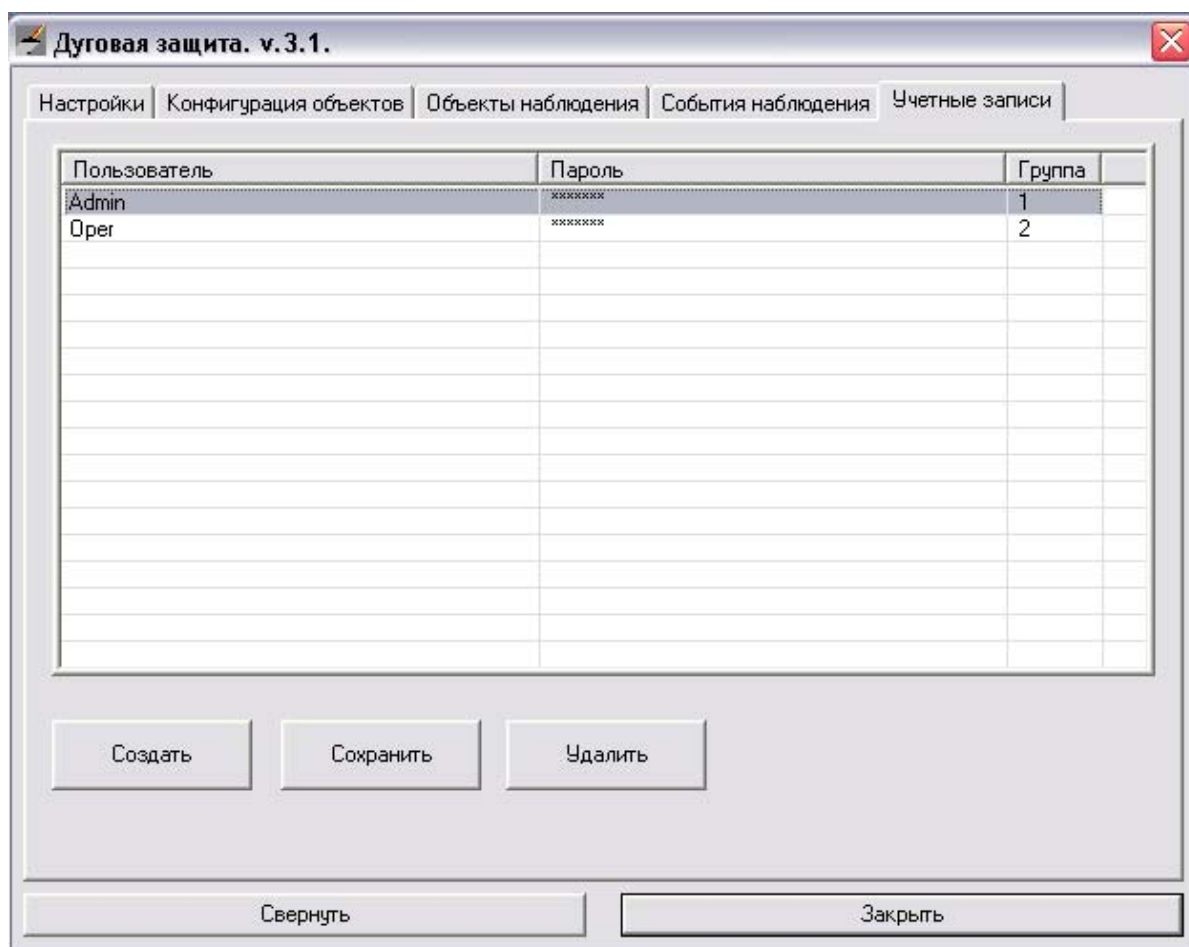 Дуговая защита. v.3.1.
Настройки Конфигурация объектов Объекты наблюдения События наблюдения Учетные записи
Пользователь Пароль Группа
Admin ******* 1
Oper ******* 2
Создать Сохранить Удалить
Свернуть Закрыть